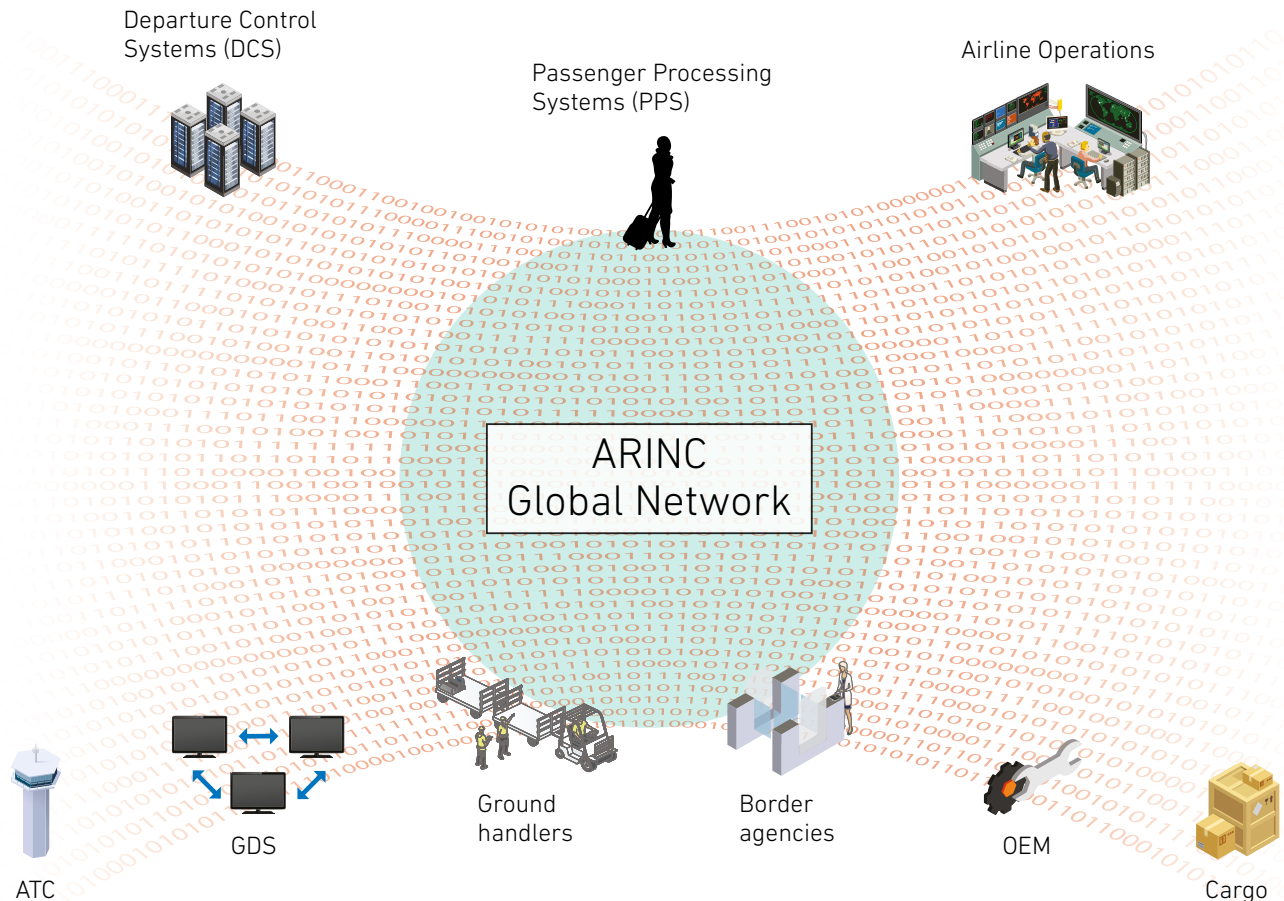 Departure Control
Systems (DCS)
Passenger Processing
Systems (PPS)
Airline Operations
ARINC
Global Network
Ground
handlers
Border
agencies
GDS
OEM
ATC
Cargo